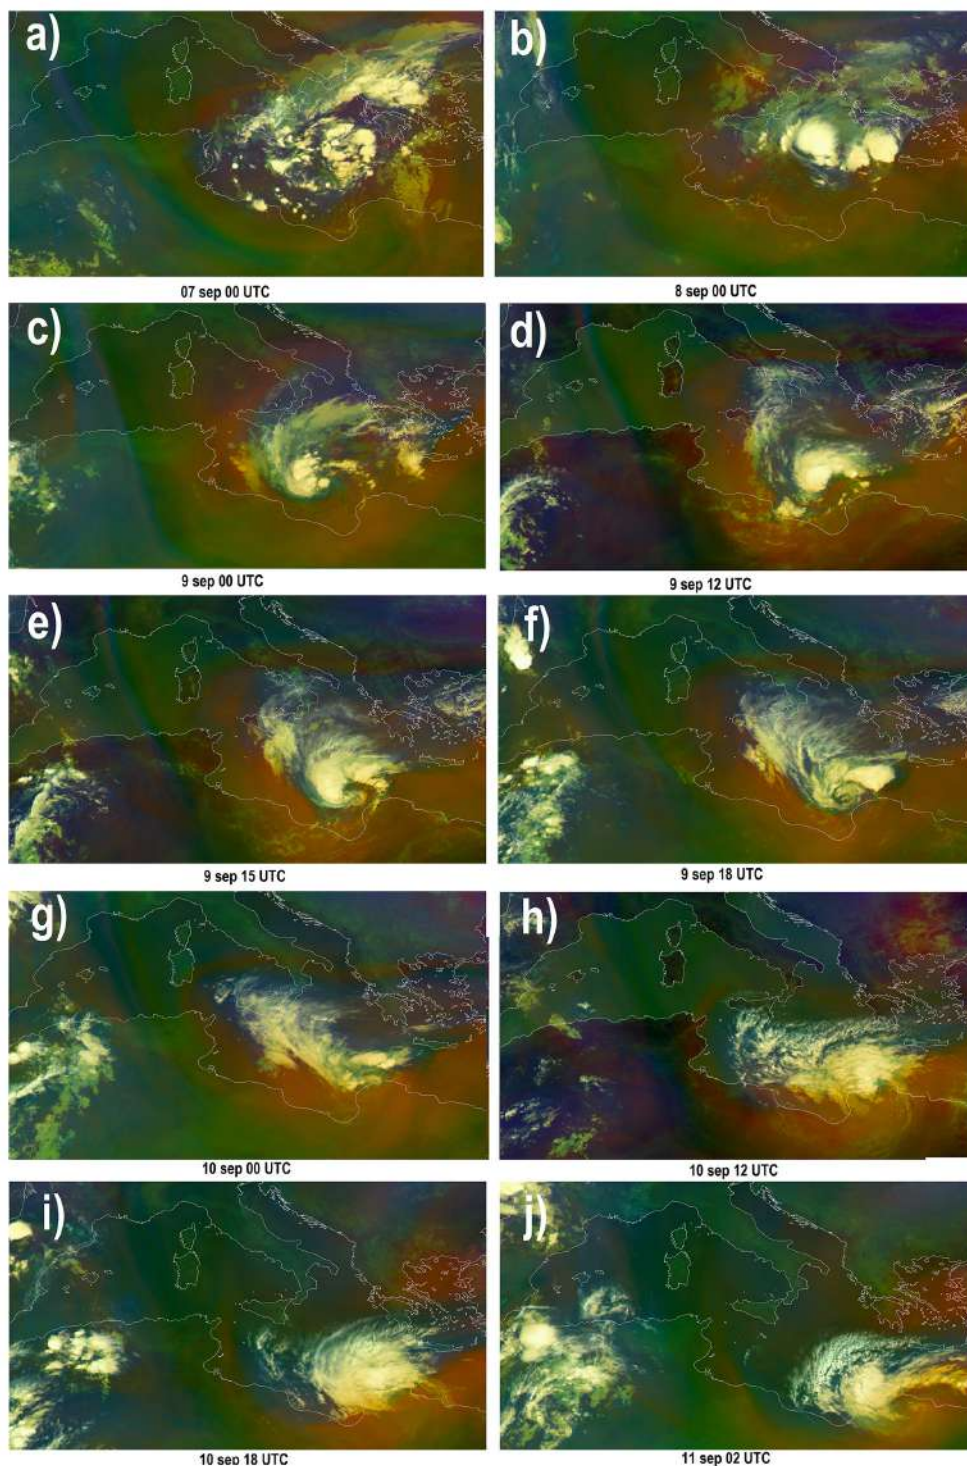 a)
b)
07 sep 00 UTC
8 sep 00 UTC
c)
d)
9 sep 00 UTC
9 sep 12 UTC
e)
f)
9 sep 15 UTC
9 sep 18 UTC
g)
h)
10 sep 00 UTC
10 sep 12 UTC
i)
j)
10 sep 18 UTC
11 sep 02 UTC